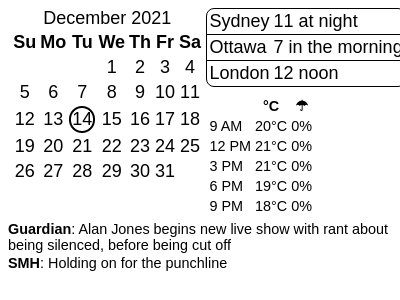 December 2021
Su Mo Tu We Th Fr Sa
1 2 3 4
5 6 7 8 9 10 11
12 13 14 15 16 17 18
19 20 21 22 23 24 25
26 27 28 29 30 31
Sydney 11 at night
Ottawa 7 in the morning
London 12 noon
°C ☂
9 AM 20°C 0%
12 PM 21°C 0%
3 PM 21°C 0%
6 PM 19°C 0%
9 PM 18°C 0%
Guardian: Alan Jones begins new live show with rant about
being silenced, before being cut off
SMH: Holding on for the punchline